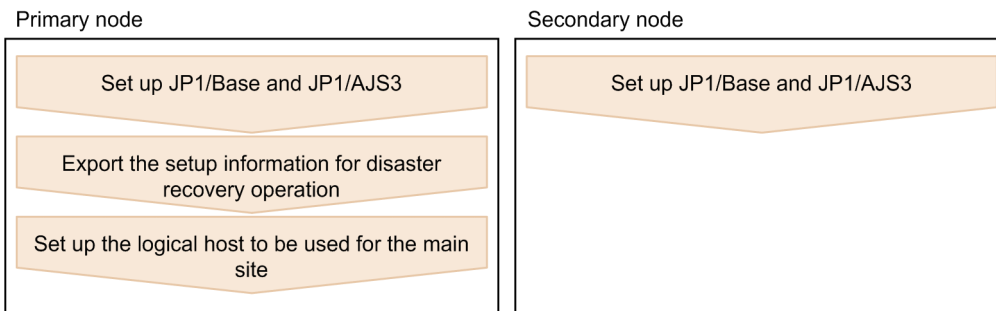 Primary node
Set up JP1/Base and JP1/AJS3
Export the setup information for disaster
recovery operation
Set up the logical host to be used for the main
site
Secondary node
Set up JP1/Base and JP1/AJS3